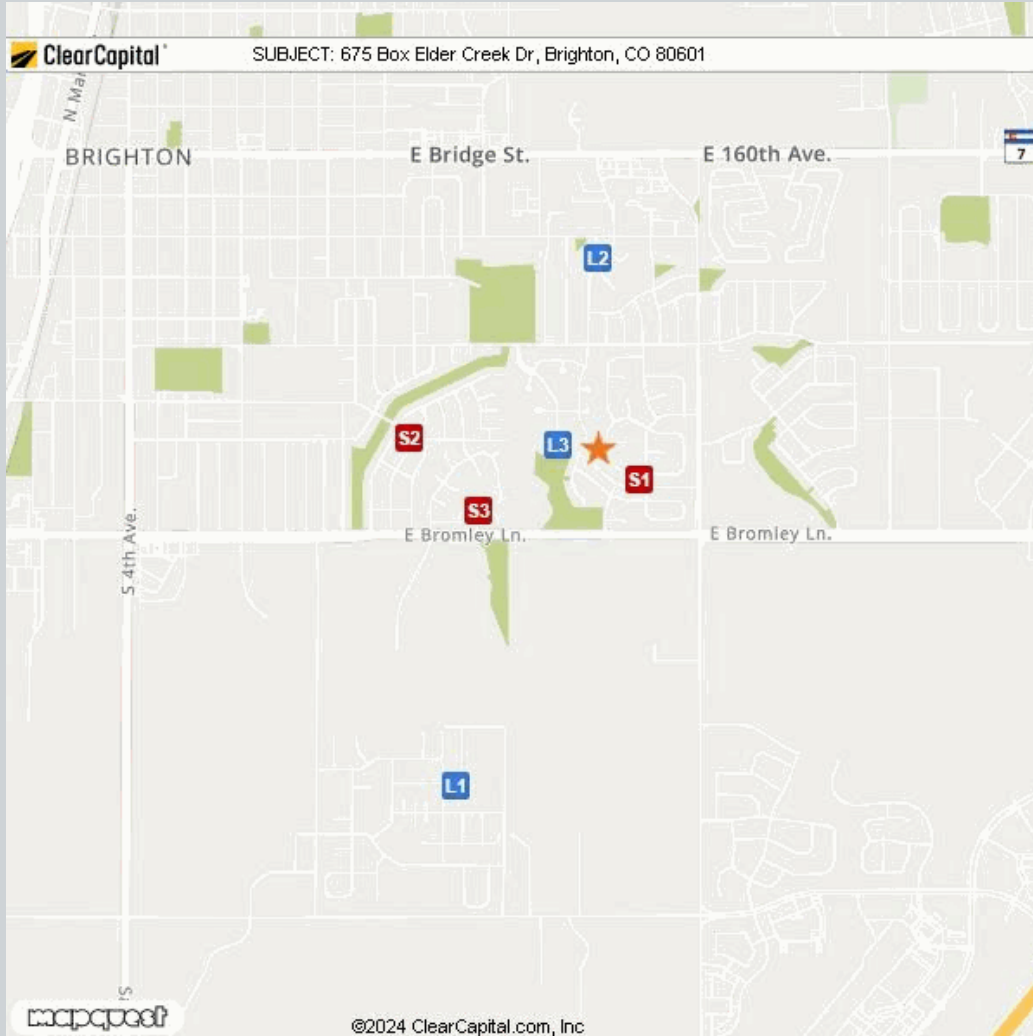 ClearCapital
SUBJECT: 675 Box Elder Creek Dr, Brighton, CO 80601
N Mai
BRIGHTON
E Bridge St.
E 160th Ave.
7
L2
S2
L3
S1
S3
E Bromley Ln.
E Bromley Ln.
S 4th Ave.
L1
S
mapquest
©2024 ClearCapital.com, Inc